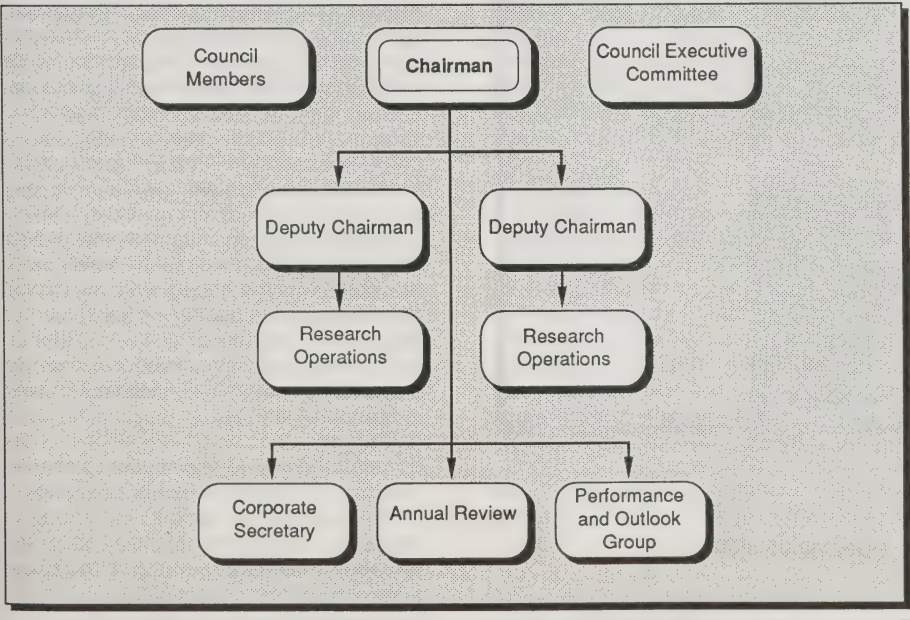 Council
Members
Chairman
Council Executive
Committee
Deputy Chairman
Deputy Chairman
Research
Operations
Research
Operations
Corporate
Secretary
Annual Review
Performance
and Outlook
Group